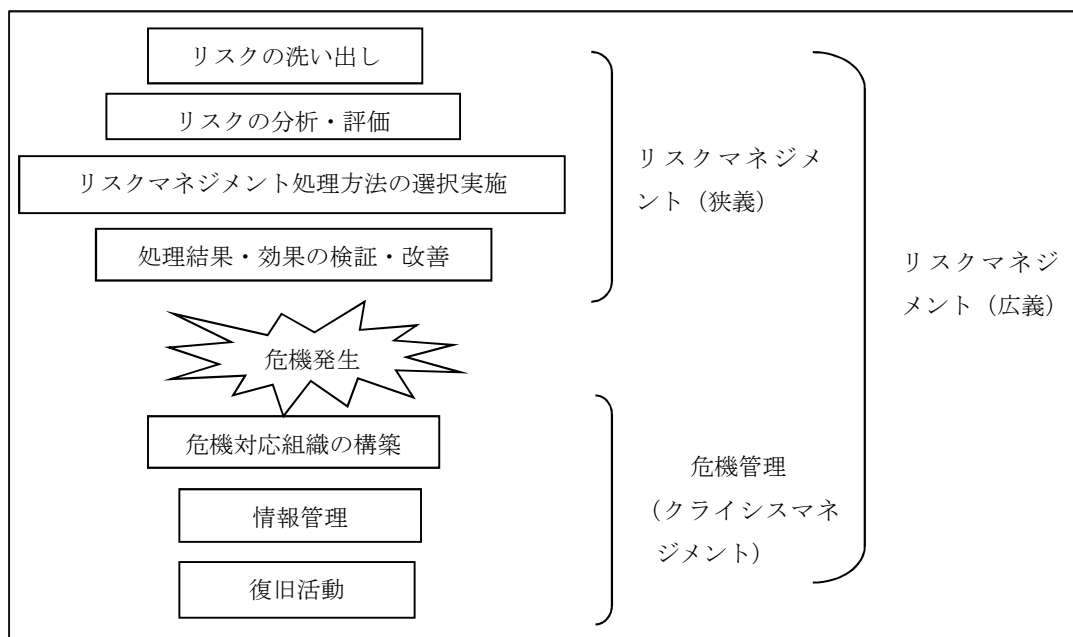 リスクの洗い出し
リスクの分析・評価
リスクマネジメント処理方法の選択実施
処理結果・効果の検証・改善
リスクマネジメ
ント（狭義）
危機発生
危機対応組織の構築
情報管理
復旧活動
危機管理
（クライシスマネ
ジメント）
リスクマネジ
メント（広義）